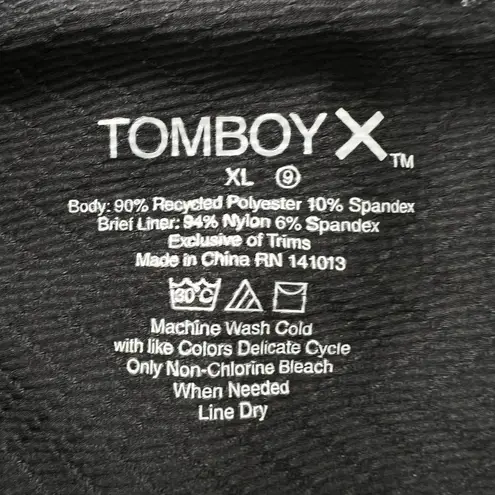 TOMBOYX™
XL 9
Body: 90% Recycled Polyester 10% Spandex
Brief Liner: 94% Nylon 6% Spandex
Exclusive of Trims
Made in China RN 141013
30°C
Machine Wash Cold
with like Colors Delicate Cycle
Only Non-Chlorine Bleach
When Needed
Line Dry